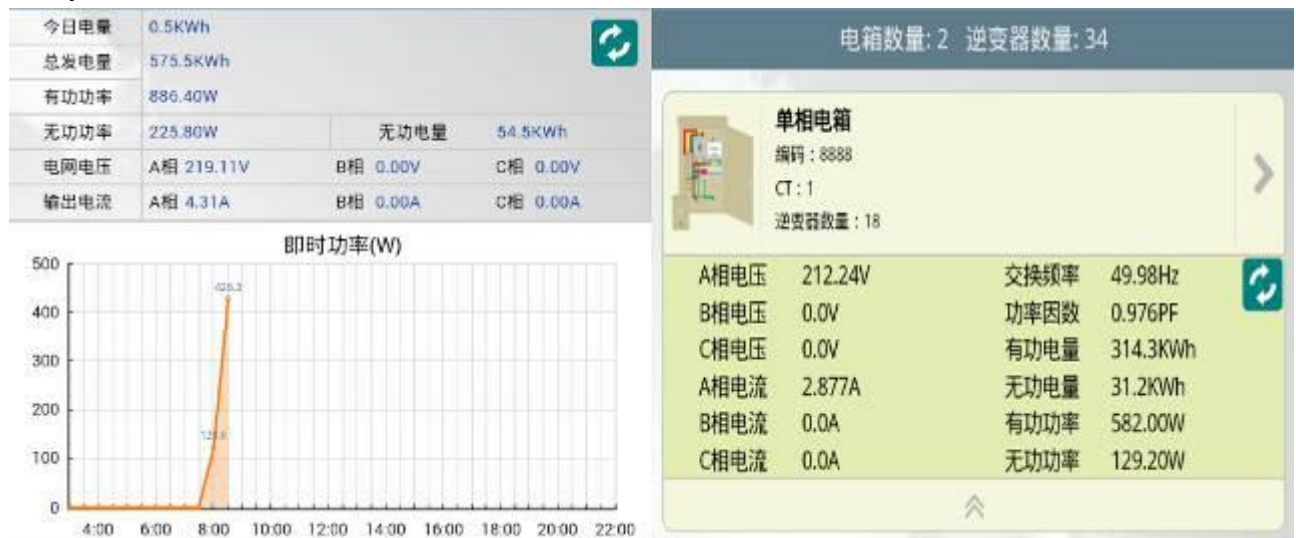 今日电量 0.5KWh
总发电量 575.5KWh
有功功率 886.40W
无功功率 225.80W 无功电量 54.5KWh
电网电压 A相 219.11V B相 0.00V C相 0.00V
输出电流 A相 4.31A B相 0.00A C相 0.00A
即时功率(W)
500
400
300
200
100
0
4:00 6:00 8:00 10:00 12:00 14:00 16:00 18:00 20:00 22:00
电箱数量: 2 逆变器数量: 34
单相电箱
编码：8888
CT：1
逆变器数量：18
A相电压 212.24V 交换频率 49.98Hz
B相电压 0.0V 功率因数 0.976PF
C相电压 0.0V 有功电量 314.3KWh
A相电流 2.877A 无功电量 31.2KWh
B相电流 0.0A 有功功率 582.00W
C相电流 0.0A 无功功率 129.20W